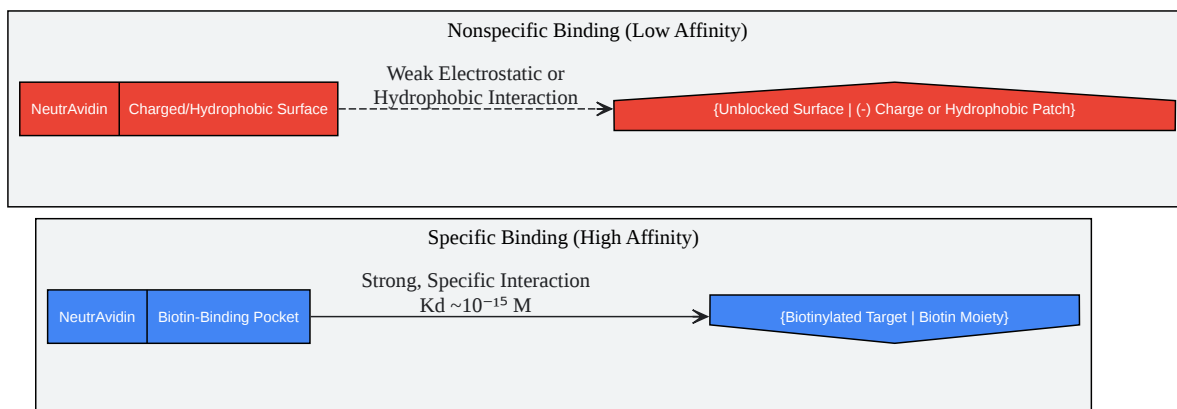 Nonspecific Binding (Low Affinity)
Weak Electrostatic or
Hydrophobic Interaction
NeutrAvidin
Charged/Hydrophobic Surface
{Unblocked Surface | (-) Charge or Hydrophobic Patch}
Specific Binding (High Affinity)
Strong, Specific Interaction
Kd ~10⁻¹⁵ M
NeutrAvidin
Biotin-Binding Pocket
{Biotinylated Target | Biotin Moiety}